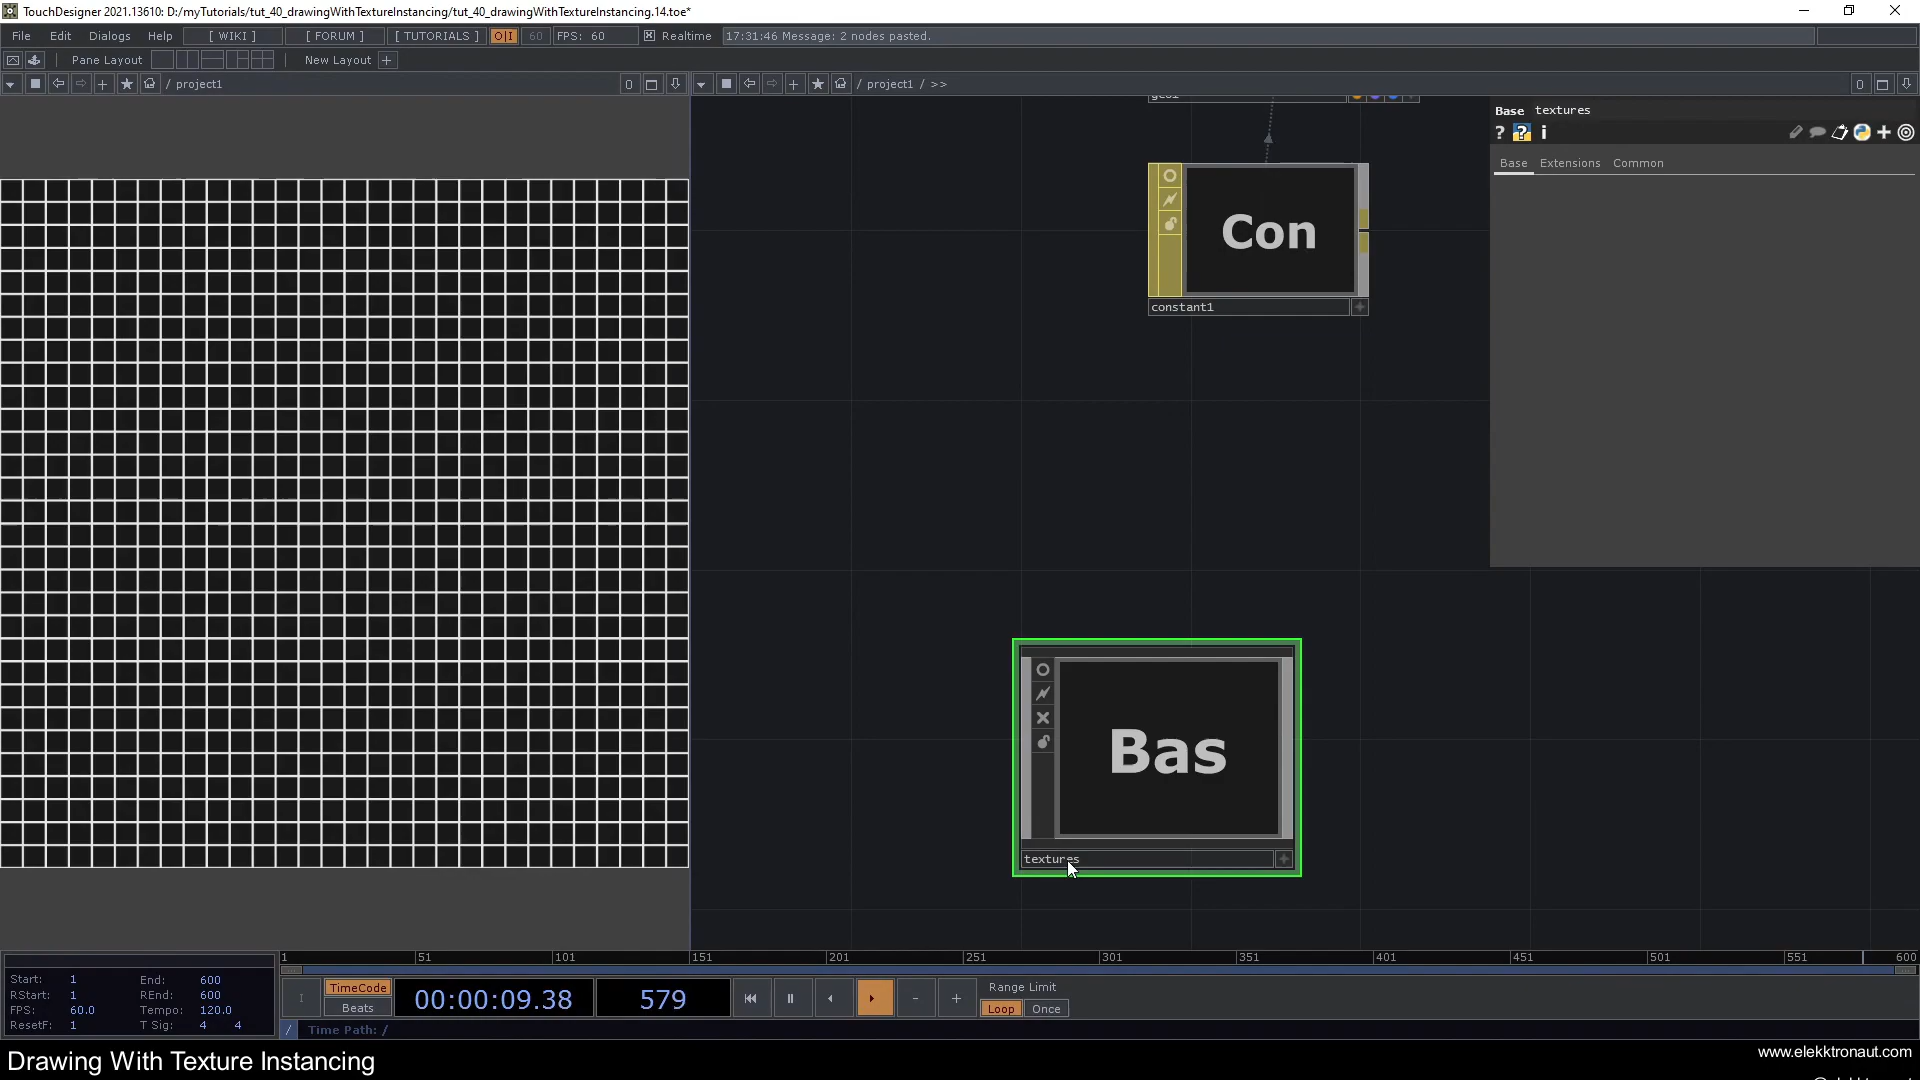 TouchDesigner 2021.13610: D:/myTutorials/tut_40_drawingWithTextureInstancing/tut_40_drawingWithTextureInstancing.14.toe*
File Edit Dialogs Help [ WIKI ] [ FORUM ] [ TUTORIALS ] O|I 60 FPS: 60 Realtime 17:31:46 Message: 2 nodes pasted.
Pane Layout New Layout +
/ project1 0 / project1 / >> 0
Base textures
? ? i
Base Extensions Common
Con
constant1
Bas
textures
1 51 101 151 201 251 301 351 401 451 501 551 600
Start: 1 End: 600
RStart: 1 REnd: 600
FPS: 60.0 Tempo: 120.0
ResetF: 1 T Sig: 4 4
TimeCode
Beats
00:00:09.38 579
- +
Range Limit
Loop Once
/ Time Path: /
Drawing With Texture Instancing
www.elekktronaut.com